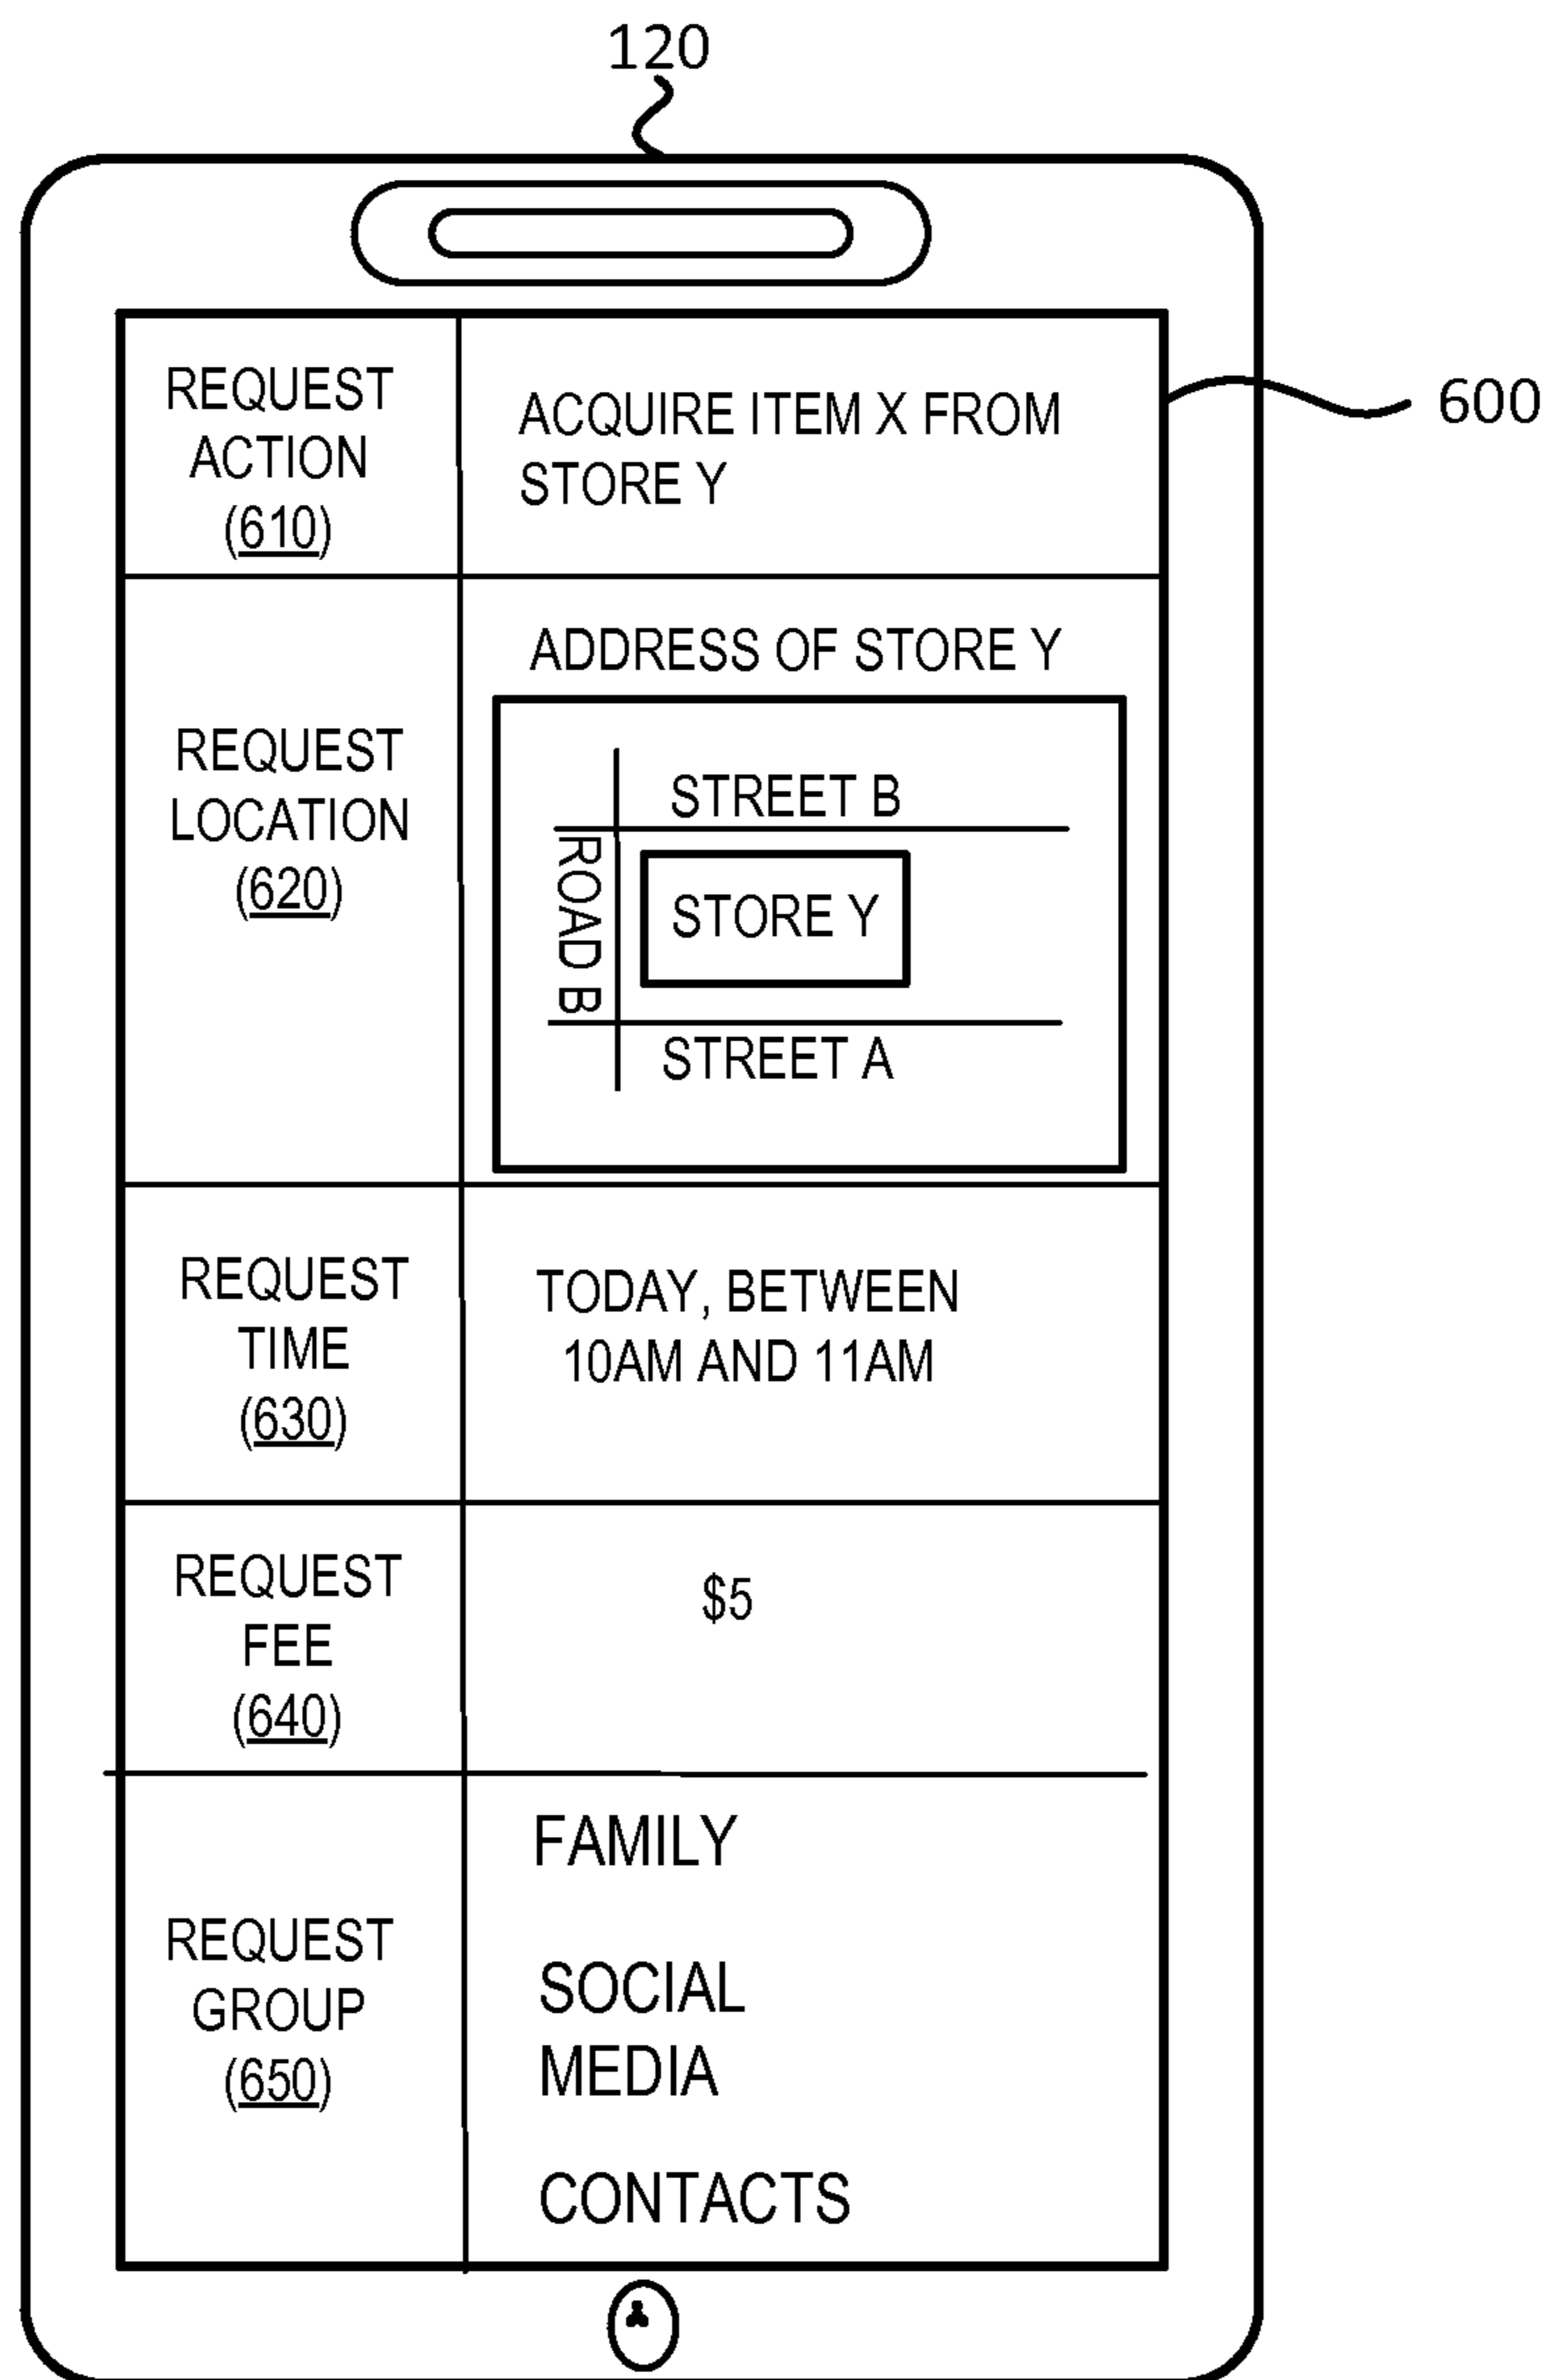 120
600
REQUEST
ACTION
(610)
ACQUIRE ITEM X FROM
STORE Y
REQUEST
LOCATION
(620)
ADDRESS OF STORE Y
STREET B
ROAD B
STORE Y
STREET A
REQUEST
TIME
(630)
TODAY, BETWEEN
10AM AND 11AM
REQUEST
FEE
(640)
$5
REQUEST
GROUP
(650)
FAMILY
SOCIAL
MEDIA
CONTACTS